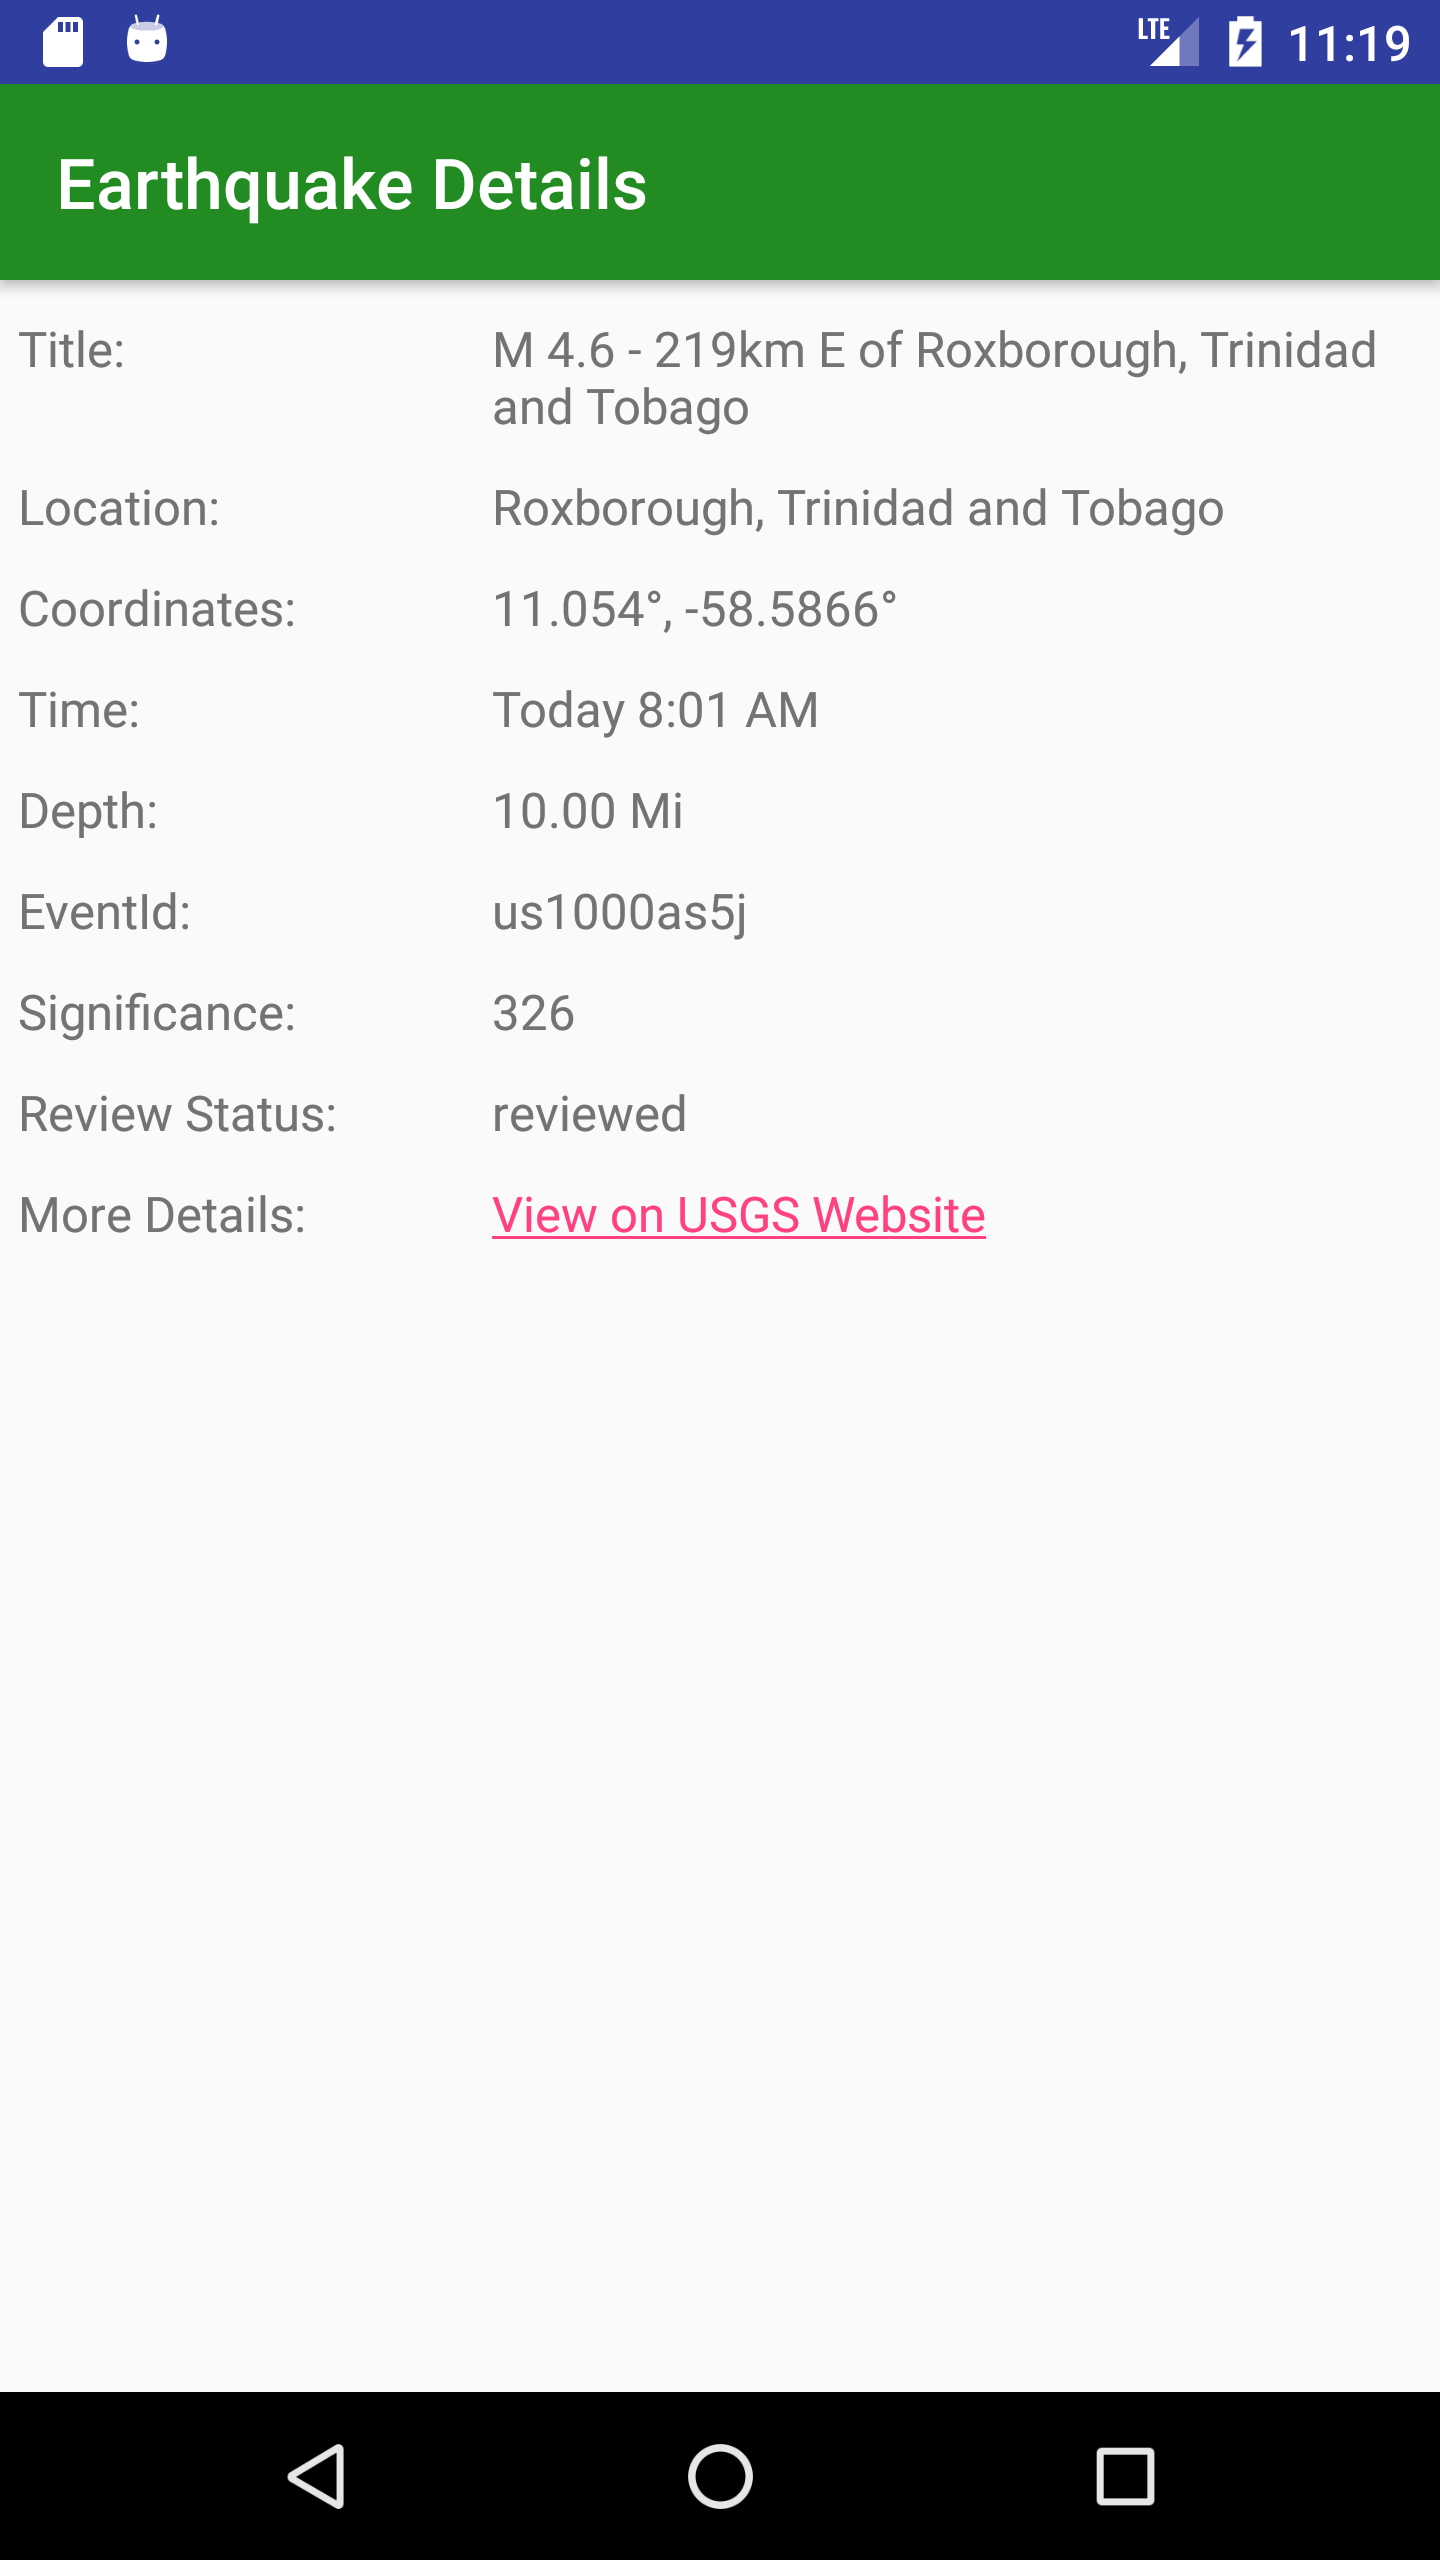 LTE 11:19
Earthquake Details
Title: M 4.6 - 219km E of Roxborough, Trinidad
and Tobago
Location: Roxborough, Trinidad and Tobago
Coordinates: 11.054°, -58.5866°
Time: Today 8:01 AM
Depth: 10.00 Mi
EventId: us1000as5j
Significance: 326
Review Status: reviewed
More Details: View on USGS Website